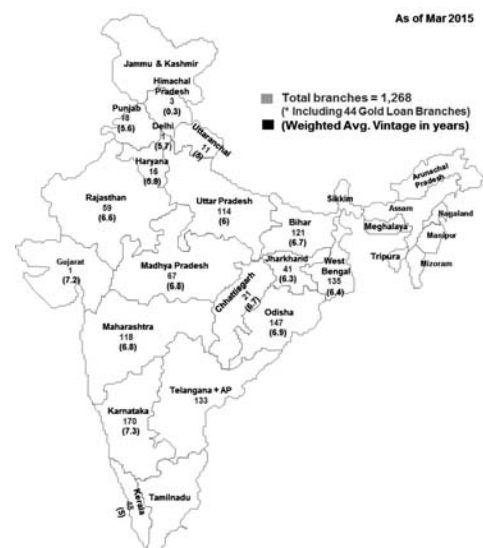 As of Mar 2015
Jammu & Kashmir
Himachal
Pradesh
3
(0.3)
Total branches = 1,268
(* Including 44 Gold Loan Branches)
(Weighted Avg. Vintage in years)
Punjab
18
(5.6)
Delhi
1
(5.7)
Uttaranchal
11
Haryana
16
Arunachal
Pradesh
Rajasthan
59
(6.6)
Uttar Pradesh
114
(6)
Sikkim
Assam
Nagaland
Bihar
121
(6.7)
Meghalaya
Manipur
Gujarat
1
(7.2)
Madhya Pradesh
67
(6.8)
Jharkhand
41
(6.3)
West
Bengal
135
(6.4)
Tripura
Mizoram
Chhattisgarh
21
(6.7)
Odisha
147
(6.9)
Maharashtra
118
(6.8)
Telangana + AP
133
Karnataka
170
(7.3)
Kerala
48
(5)
Tamilnadu